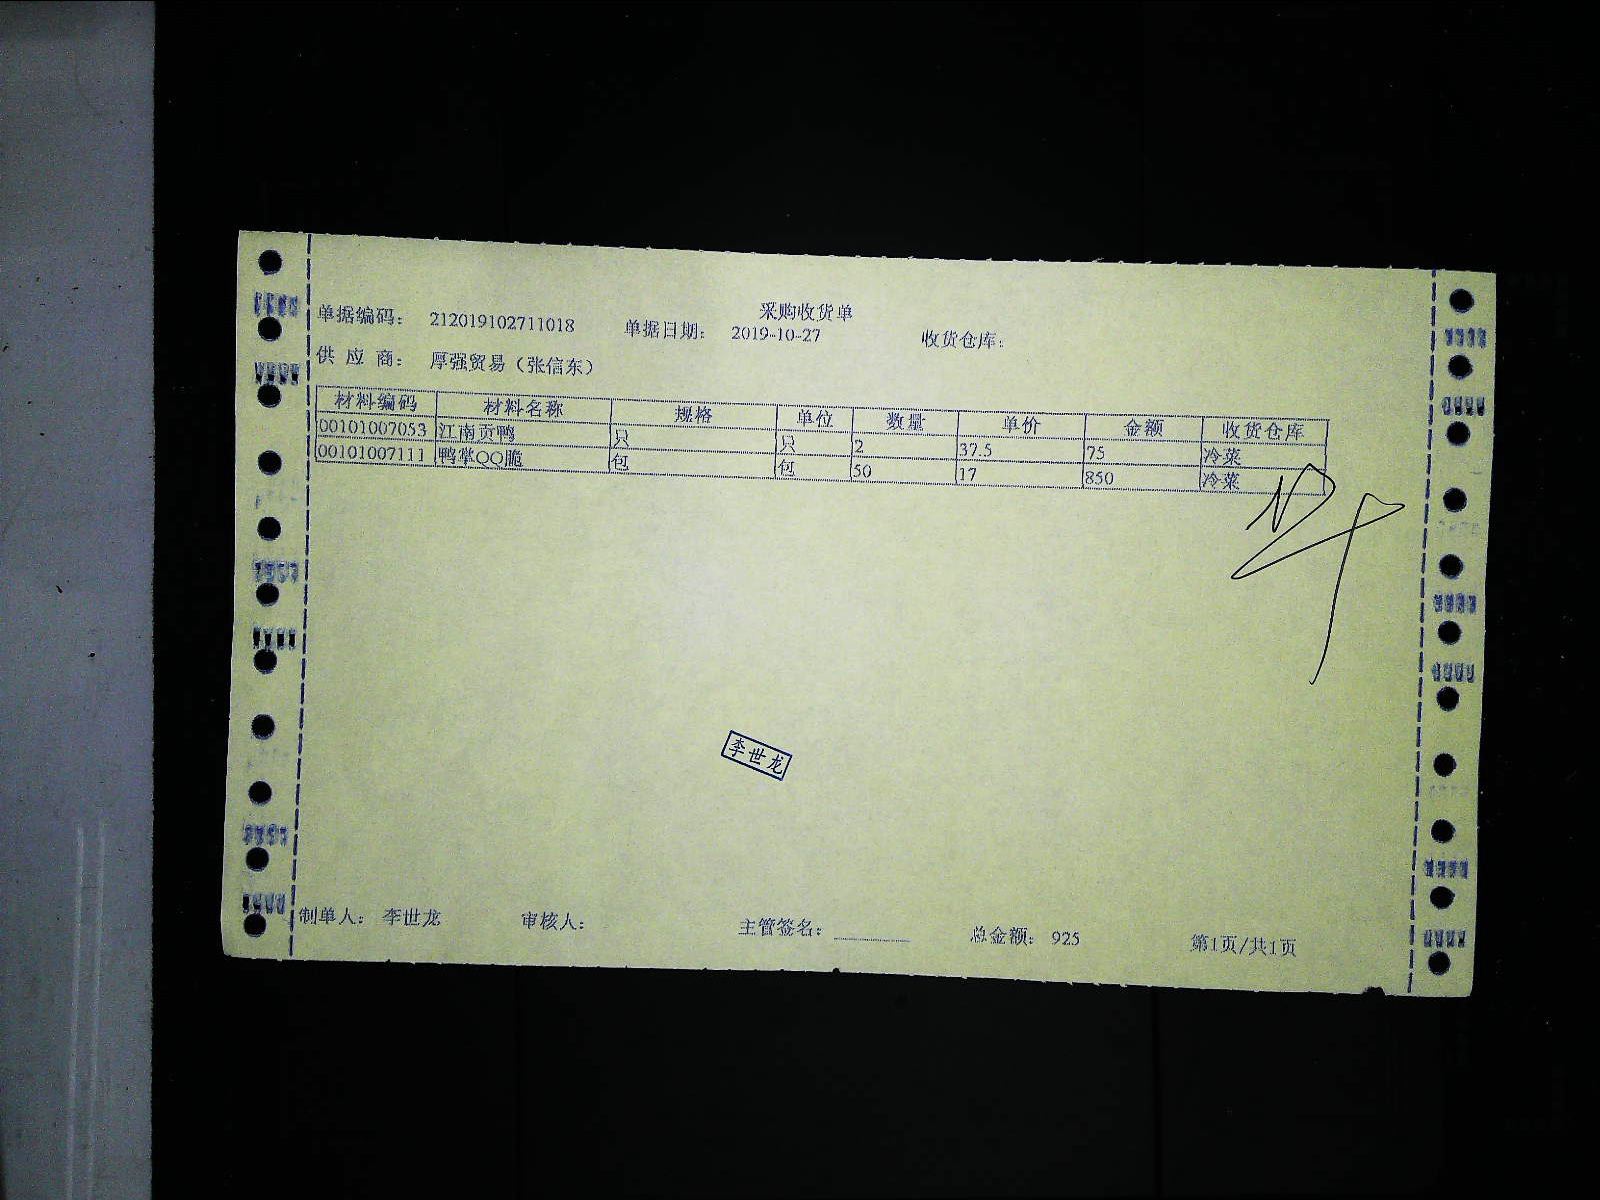 采购收货单
单据编码： 212019102711018 单据日期： 2019-10-27 收货仓库：
供 应 商： 厚强贸易（张信东）
材料编码 材料名称 规格 单位 数量 单价 金额 收货仓库
00101007053 江南贡鸭 只 只 2 37.5 75 冷菜
00101007111 鸭掌QQ脆 包 包 50 17 850 冷菜
李世龙
制单人： 李世龙 审核人： 主管签名： 总金额： 925 第1页/共1页